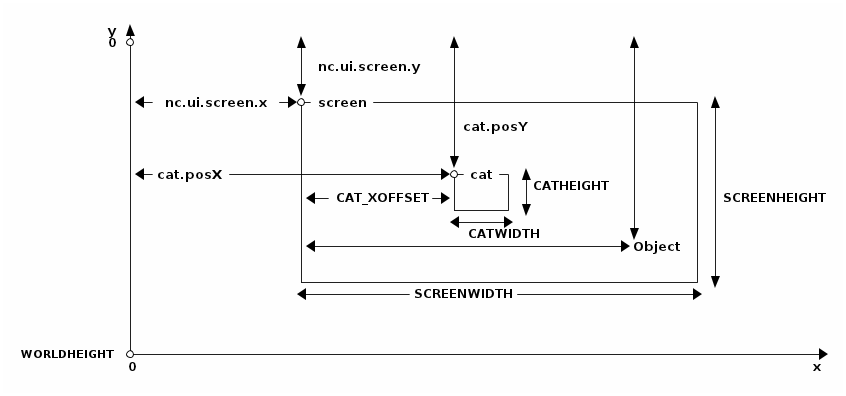 y
0
nc.ui.screen.y
nc.ui.screen.x
screen
cat.posY
cat.posX
cat
CATHEIGHT
CAT_XOFFSET
SCREENHEIGHT
CATWIDTH
Object
SCREENWIDTH
WORLDHEIGHT
0
x